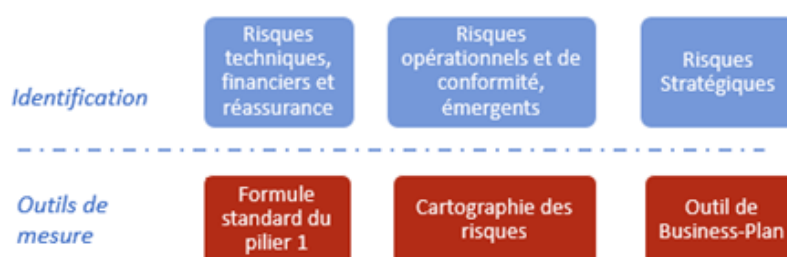 Identification
Risques
techniques,
financiers et
réassurance
Risques
opérationnels et de
conformité,
émergents
Risques
Stratégiques
Outils de
mesure
Formule
standard du
pilier 1
Cartographie des
risques
Outil de
Business-Plan